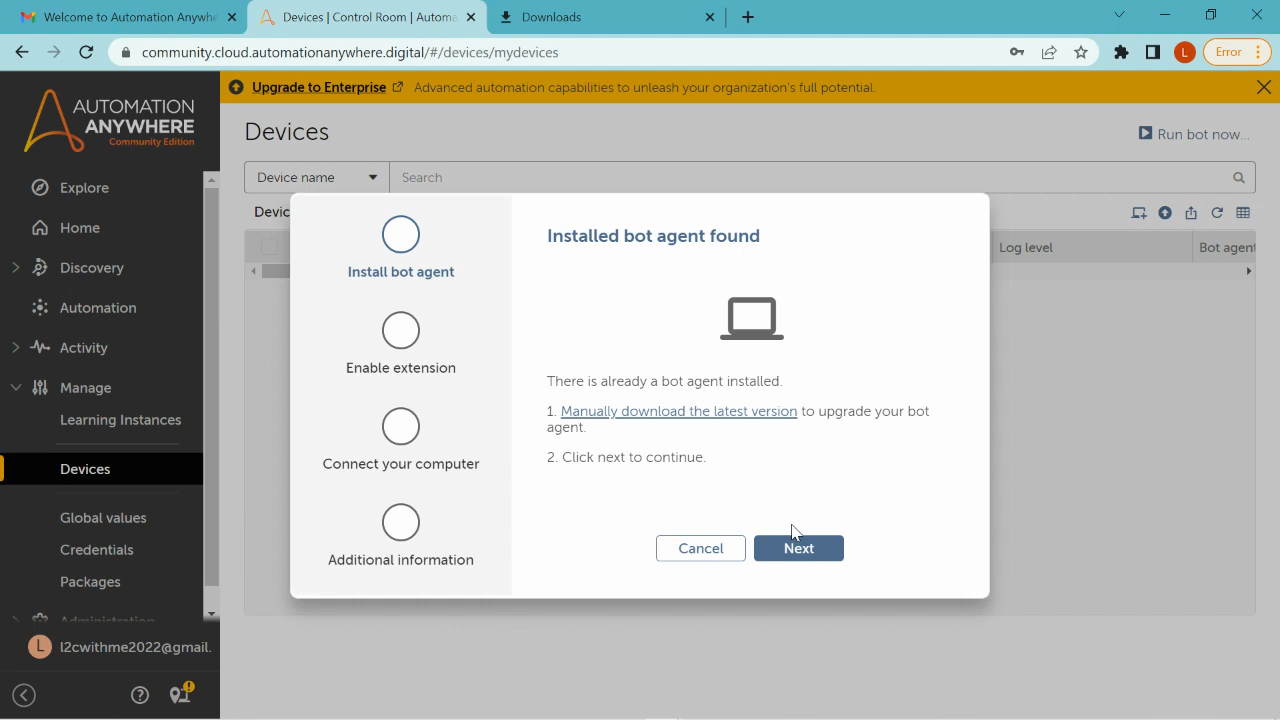 Welcome to Automation Anywhe
Devices | Control Room | Automa
Downloads
community.cloud.automationanywhere.digital/#/devices/mydevices
L
Error
AUTOMATION
ANYWHERE
Community Edition
Upgrade to Enterprise
Advanced automation capabilities to unleash your organization's full potential.
Explore
Home
Discovery
Automation
Activity
Manage
Learning Instances
Devices
Global values
Credentials
Packages
Administration
L
l2cwithme2022@gmail.
Devices
Run bot now...
Device name
Search
Devic
Log level
Bot agent
Install bot agent
Enable extension
Connect your computer
Additional information
Installed bot agent found
There is already a bot agent installed.
1. Manually download the latest version to upgrade your bot
agent.
2. Click next to continue.
Cancel
Next